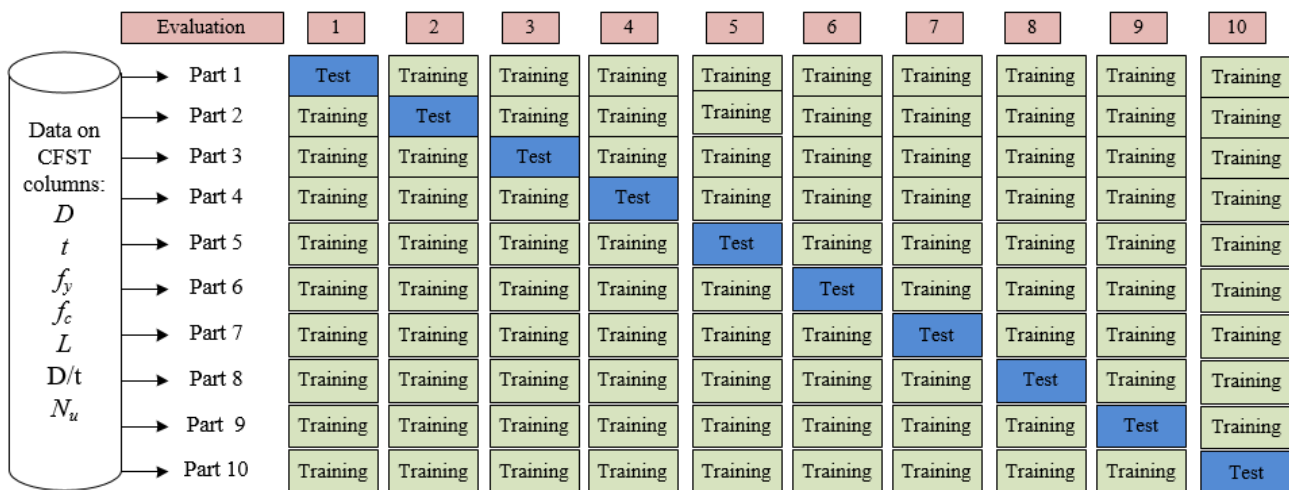 Evaluation 1 2 3 4 5 6 7 8 9 10
Part 1 Test Training Training Training Training Training Training Training Training Training
Part 2 Training Test Training Training Training Training Training Training Training Training
Part 3 Training Training Test Training Training Training Training Training Training Training
Part 4 Training Training Training Test Training Training Training Training Training Training
Part 5 Training Training Training Training Test Training Training Training Training Training
Part 6 Training Training Training Training Training Test Training Training Training Training
Part 7 Training Training Training Training Training Training Test Training Training Training
Part 8 Training Training Training Training Training Training Training Test Training Training
Part 9 Training Training Training Training Training Training Training Training Test Training
Part 10 Training Training Training Training Training Training Training Training Training Test
Data on
CFST
columns:
D
t
f_y
f_c
L
D/t
N_u